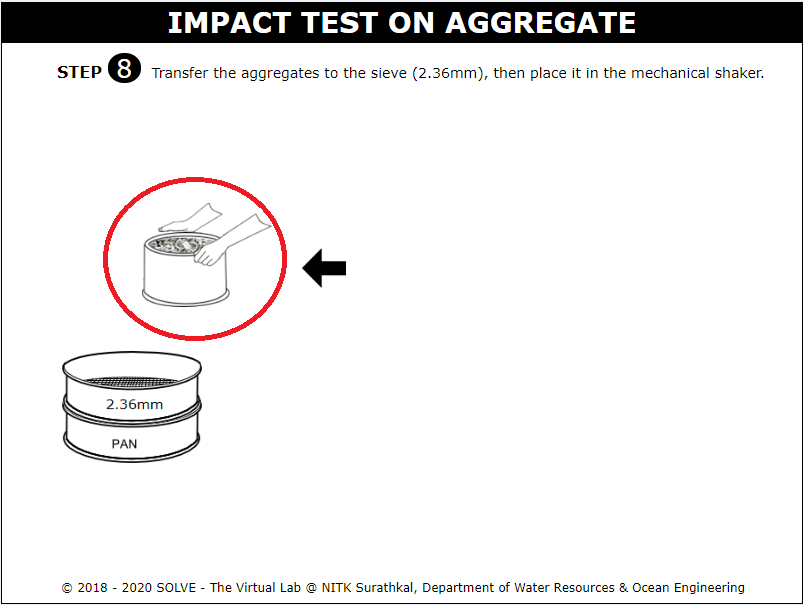 IMPACT TEST ON AGGREGATE
STEP 8 Transfer the aggregates to the sieve (2.36mm), then place it in the mechanical shaker.
2.36mm
PAN
© 2018 - 2020 SOLVE - The Virtual Lab @ NITK Surathkal, Department of Water Resources & Ocean Engineering